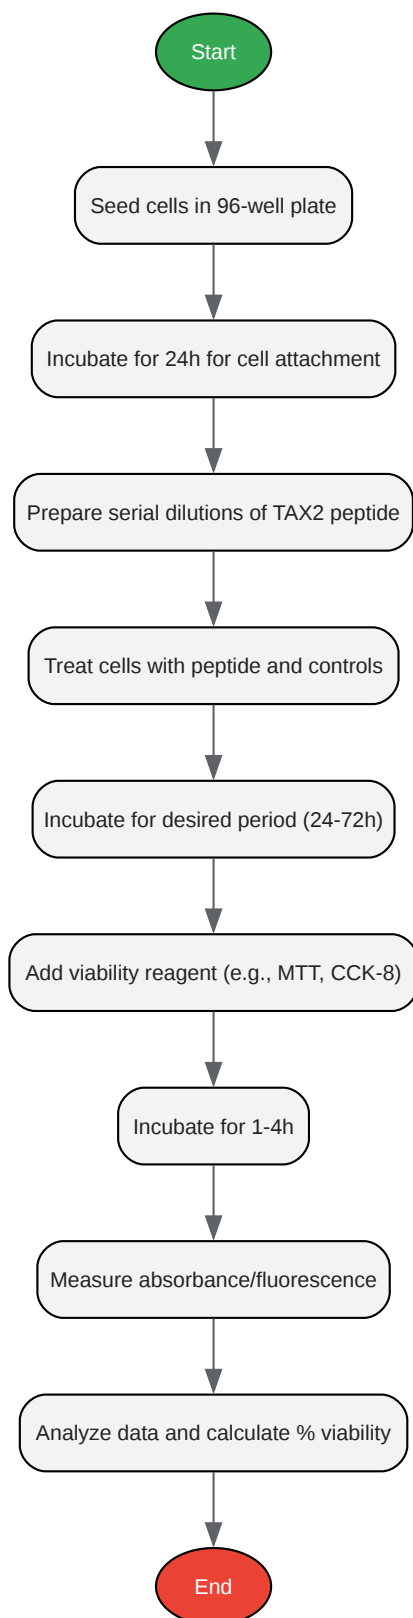 Start
Seed cells in 96-well plate
Incubate for 24h for cell attachment
Prepare serial dilutions of TAX2 peptide
Treat cells with peptide and controls
Incubate for desired period (24-72h)
Add viability reagent (e.g., MTT, CCK-8)
Incubate for 1-4h
Measure absorbance/fluorescence
Analyze data and calculate % viability
End